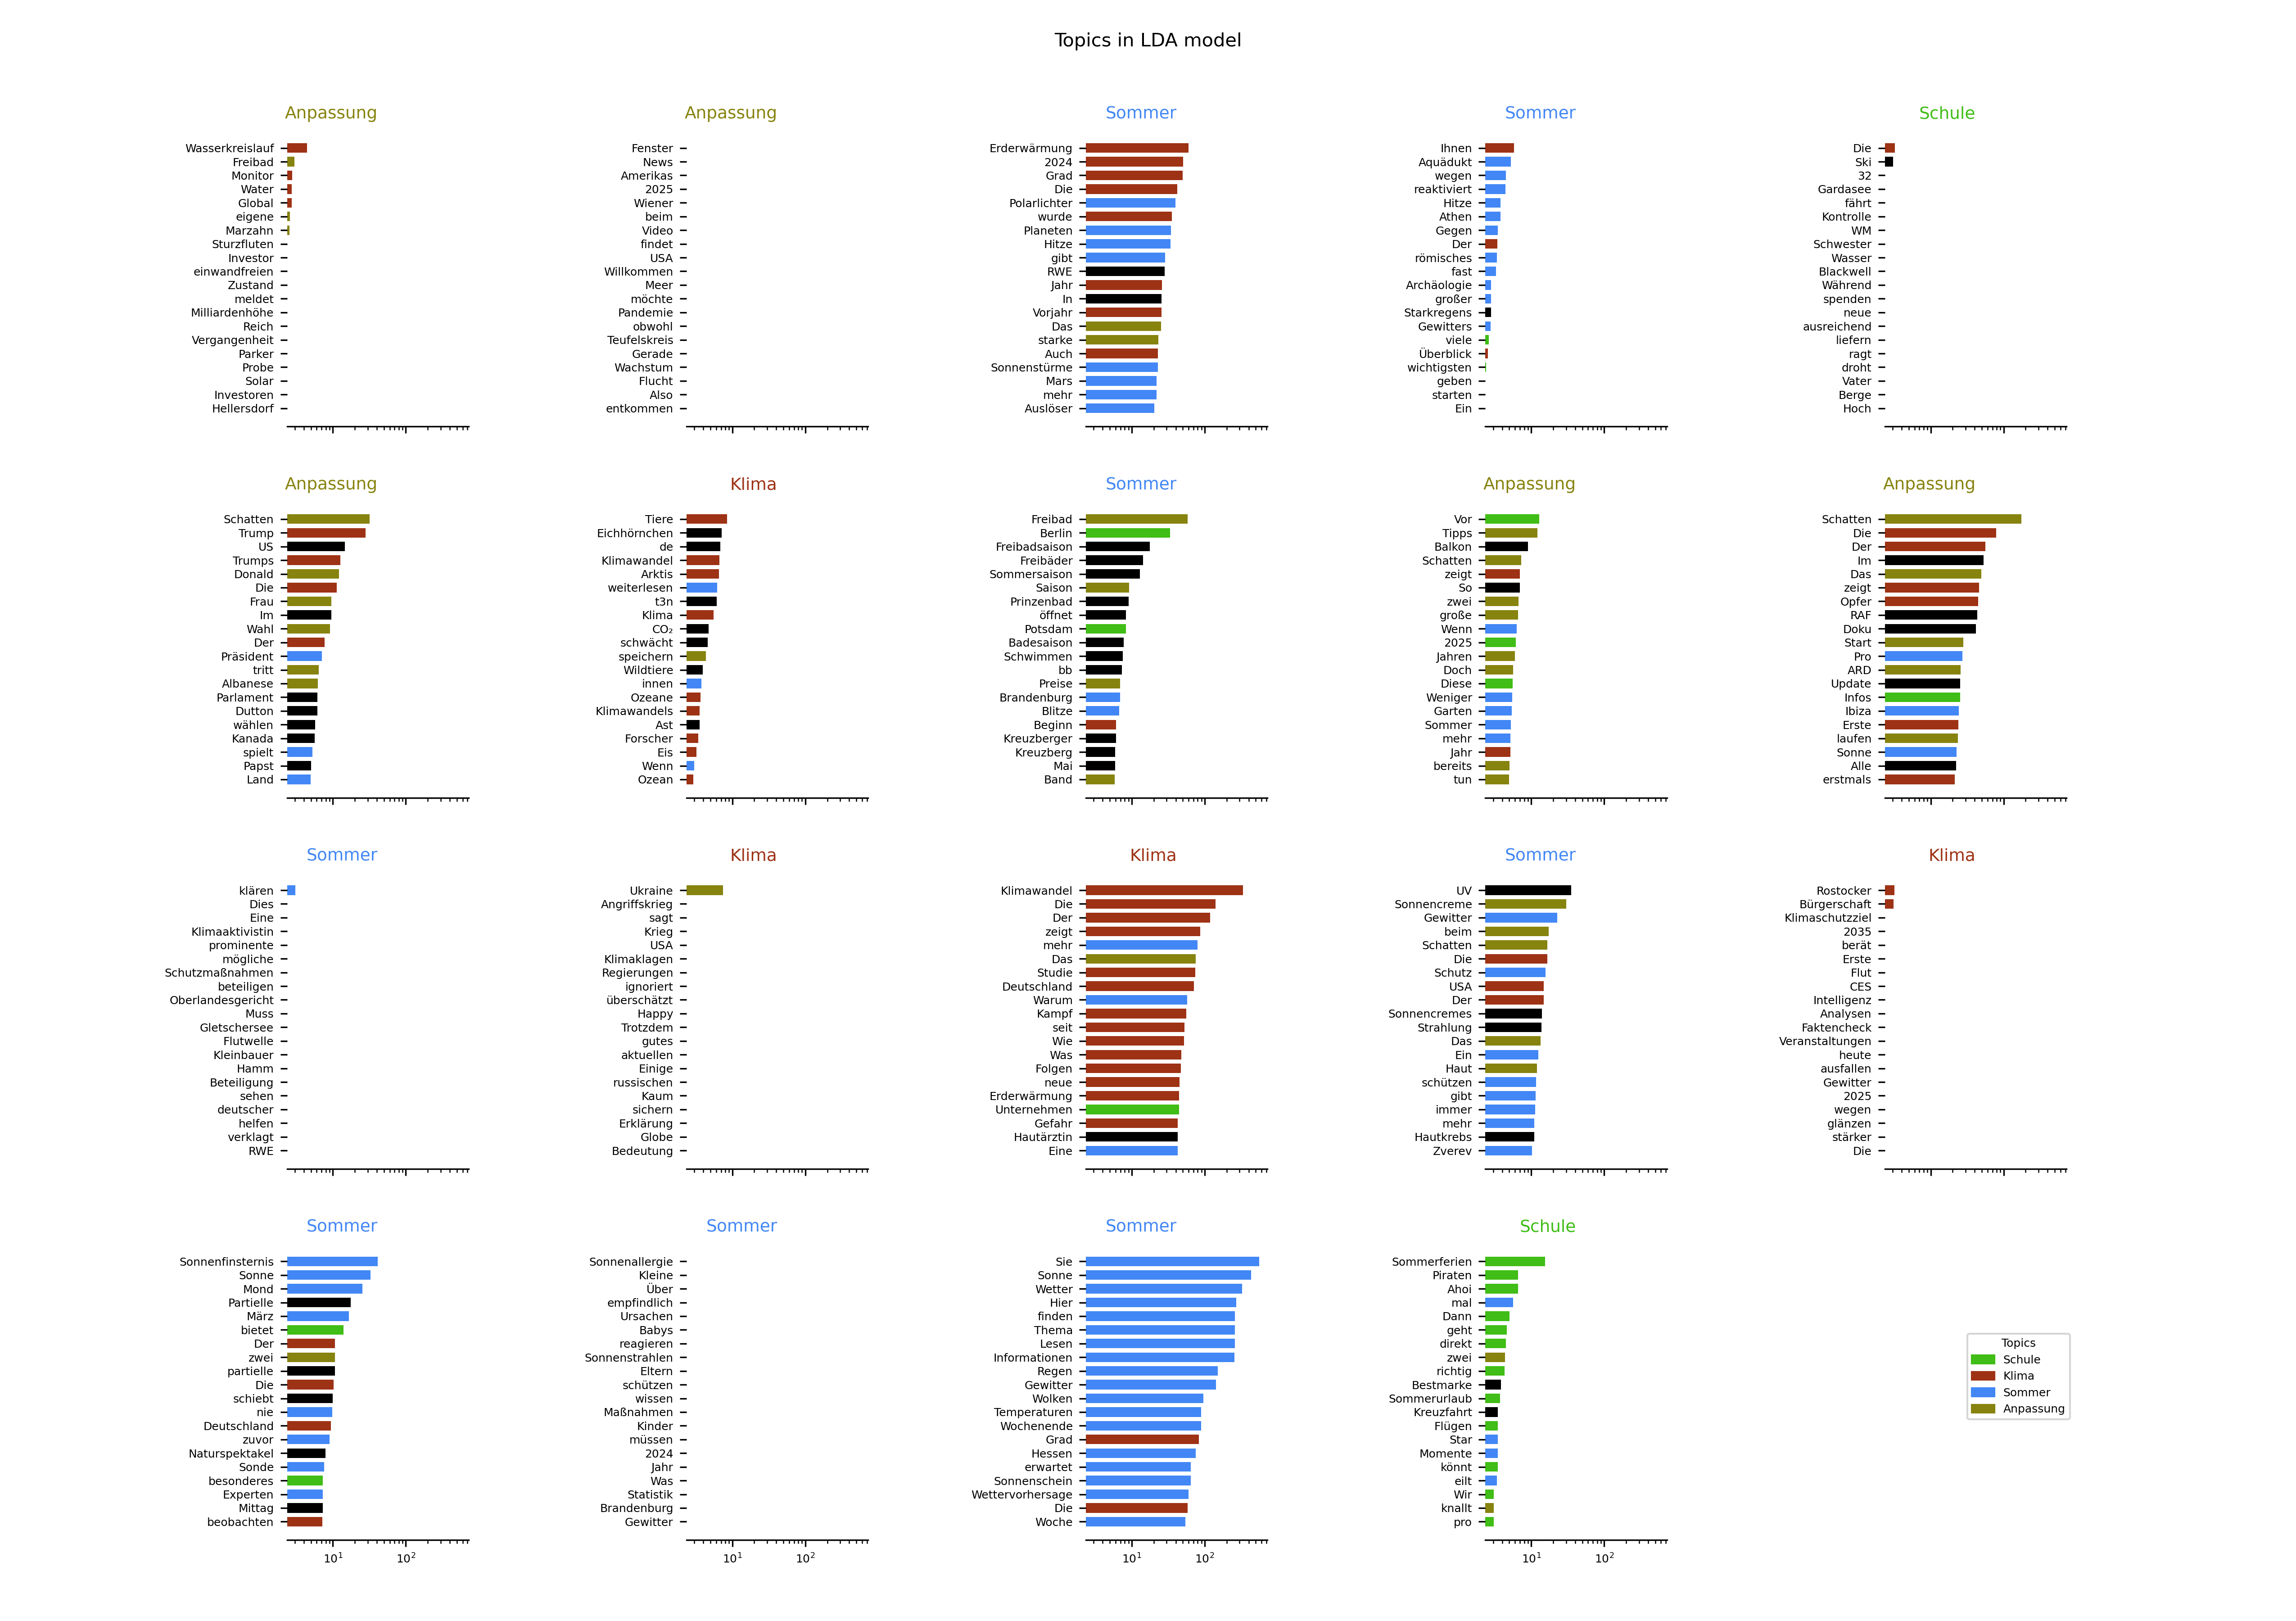 Topics in LDA model
Anpassung
Wasserkreislauf
Freibad
Monitor
Water
Global
eigene
Marzahn
Sturzfluten
Investor
einwandfreien
Zustand
meldet
Milliardenhöhe
Reich
Vergangenheit
Parker
Probe
Solar
Investoren
Hellersdorf
Anpassung
Fenster
News
Amerikas
2025
Wiener
beim
Video
findet
USA
Willkommen
Meer
möchte
Pandemie
obwohl
Teufelskreis
Gerade
Wachstum
Flucht
Also
entkommen
Sommer
Erderwärmung
2024
Grad
Die
Polarlichter
wurde
Planeten
Hitze
gibt
RWE
Jahr
In
Vorjahr
Das
starke
Auch
Sonnenstürme
Mars
mehr
Auslöser
Sommer
Ihnen
Aquädukt
wegen
reaktiviert
Hitze
Athen
Gegen
Der
römisches
fast
Archäologie
großer
Starkregens
Gewitters
viele
Überblick
wichtigsten
geben
starten
Ein
Schule
Die
Ski
32
Gardasee
fährt
Kontrolle
WM
Schwester
Wasser
Blackwell
Während
spenden
neue
ausreichend
liefern
ragt
droht
Vater
Berge
Hoch
Anpassung
Schatten
Trump
US
Trumps
Donald
Die
Frau
Im
Wahl
Der
Präsident
tritt
Albanese
Parlament
Dutton
wählen
Kanada
spielt
Papst
Land
Klima
Tiere
Eichhörnchen
de
Klimawandel
Arktis
weiterlesen
t3n
Klima
CO₂
schwächt
speichern
Wildtiere
innen
Ozeane
Klimawandels
Ast
Forscher
Eis
Wenn
Ozean
Sommer
Freibad
Berlin
Freibadsaison
Freibäder
Sommersaison
Saison
Prinzenbad
öffnet
Potsdam
Badesaison
Schwimmen
bb
Preise
Brandenburg
Blitze
Beginn
Kreuzberger
Kreuzberg
Mai
Band
Anpassung
Vor
Tipps
Balkon
Schatten
zeigt
So
zwei
große
Wenn
2025
Jahren
Doch
Diese
Weniger
Garten
Sommer
mehr
Jahr
bereits
tun
Anpassung
Schatten
Die
Der
Im
Das
zeigt
Opfer
RAF
Doku
Start
Pro
ARD
Update
Infos
Ibiza
Erste
laufen
Sonne
Alle
erstmals
Sommer
klären
Dies
Eine
Klimaaktivistin
prominente
mögliche
Schutzmaßnahmen
beteiligen
Oberlandesgericht
Muss
Gletschersee
Flutwelle
Kleinbauer
Hamm
Beteiligung
sehen
deutscher
helfen
verklagt
RWE
Klima
Ukraine
Angriffskrieg
sagt
Krieg
USA
Klimaklagen
Regierungen
ignoriert
überschätzt
Happy
Trotzdem
gutes
aktuellen
Einige
russischen
Kaum
sichern
Erklärung
Globe
Bedeutung
Klima
Klimawandel
Die
Der
zeigt
mehr
Das
Studie
Deutschland
Warum
Kampf
seit
Wie
Was
Folgen
neue
Erderwärmung
Unternehmen
Gefahr
Hautärztin
Eine
Sommer
UV
Sonnencreme
Gewitter
beim
Schatten
Die
Schutz
USA
Der
Sonnencremes
Strahlung
Das
Ein
Haut
schützen
gibt
immer
mehr
Hautkrebs
Zverev
Klima
Rostocker
Bürgerschaft
Klimaschutzziel
2035
berät
Erste
Flut
CES
Intelligenz
Analysen
Faktencheck
Veranstaltungen
heute
ausfallen
Gewitter
2025
wegen
glänzen
stärker
Die
Sommer
Sonnenfinsternis
Sonne
Mond
Partielle
März
bietet
Der
zwei
partielle
Die
schiebt
nie
Deutschland
zuvor
Naturspektakel
Sonde
besonderes
Experten
Mittag
beobachten
10¹ 10²
Sommer
Sonnenallergie
Kleine
Über
empfindlich
Ursachen
Babys
reagieren
Sonnenstrahlen
Eltern
schützen
wissen
Maßnahmen
Kinder
müssen
2024
Jahr
Was
Statistik
Brandenburg
Gewitter
10¹ 10²
Sommer
Sie
Sonne
Wetter
Hier
finden
Thema
Lesen
Informationen
Regen
Gewitter
Wolken
Temperaturen
Wochenende
Grad
Hessen
erwartet
Sonnenschein
Wettervorhersage
Die
Woche
10¹ 10²
Schule
Sommerferien
Piraten
Ahoi
mal
Dann
geht
direkt
zwei
richtig
Bestmarke
Sommerurlaub
Kreuzfahrt
Flügen
Star
Momente
könnt
eilt
Wir
knallt
pro
10¹ 10²
Topics
Schule
Klima
Sommer
Anpassung